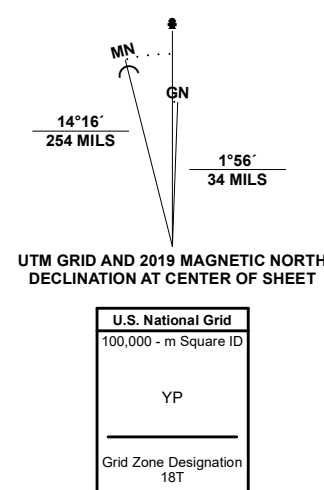 MN
GN
14°16´
254 MILS
1°56´
34 MILS
UTM GRID AND 2019 MAGNETIC NORTH
DECLINATION AT CENTER OF SHEET
U.S. National Grid
100,000 - m Square ID
YP
Grid Zone Designation
18T